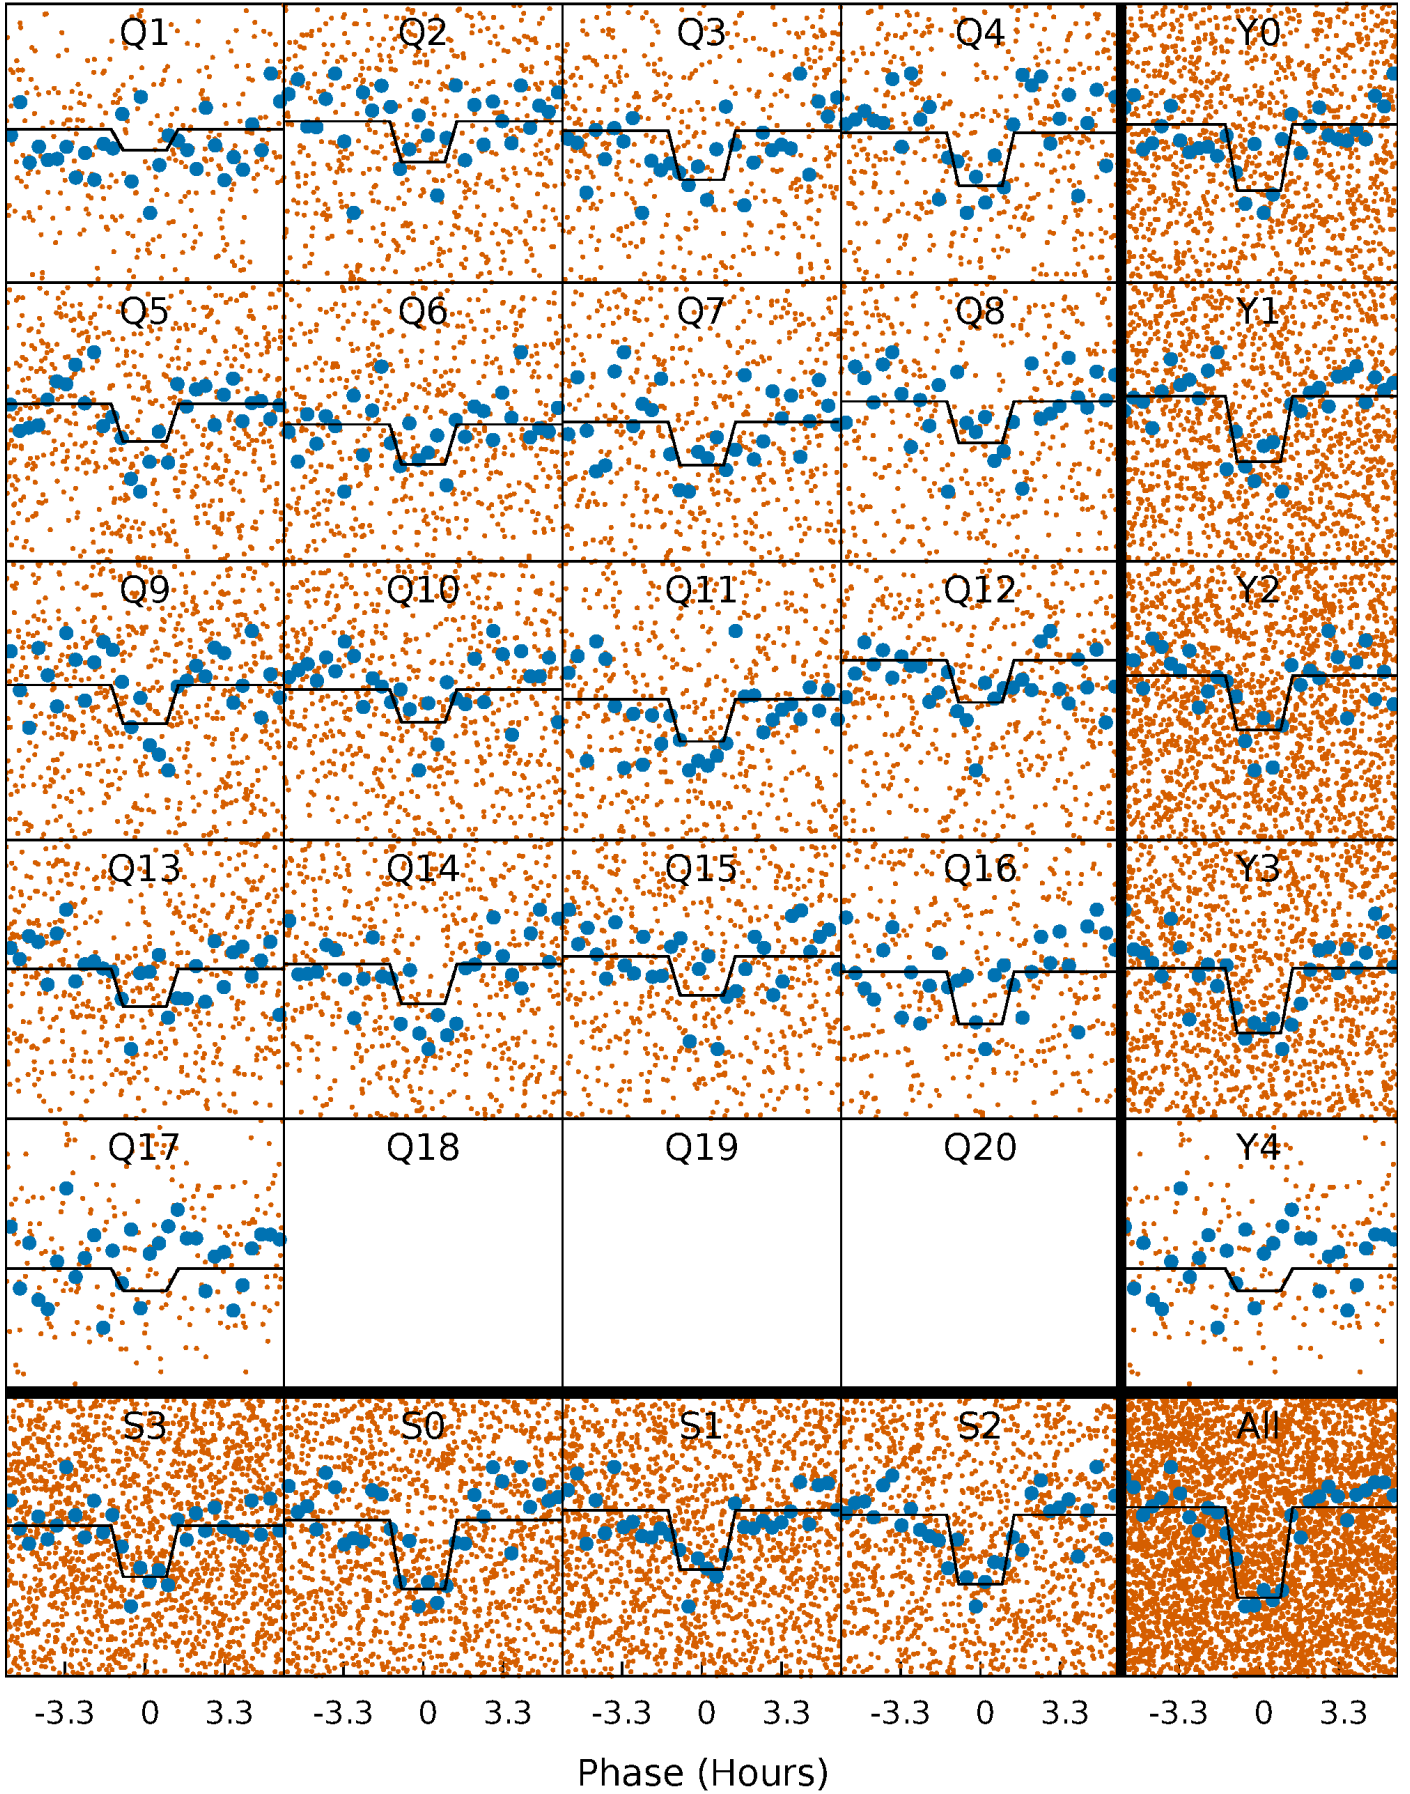 Q1 Q2 Q3 Q4 Y0
Q5 Q6 Q7 Q8 Y1
Q9 Q10 Q11 Q12 Y2
Q13 Q14 Q15 Q16 Y3
Q17 Q18 Q19 Q20 Y4
S3 S0 S1 S2 All
-3.3 0 3.3 -3.3 0 3.3 -3.3 0 3.3 -3.3 0 3.3 -3.3 0 3.3
Phase (Hours)